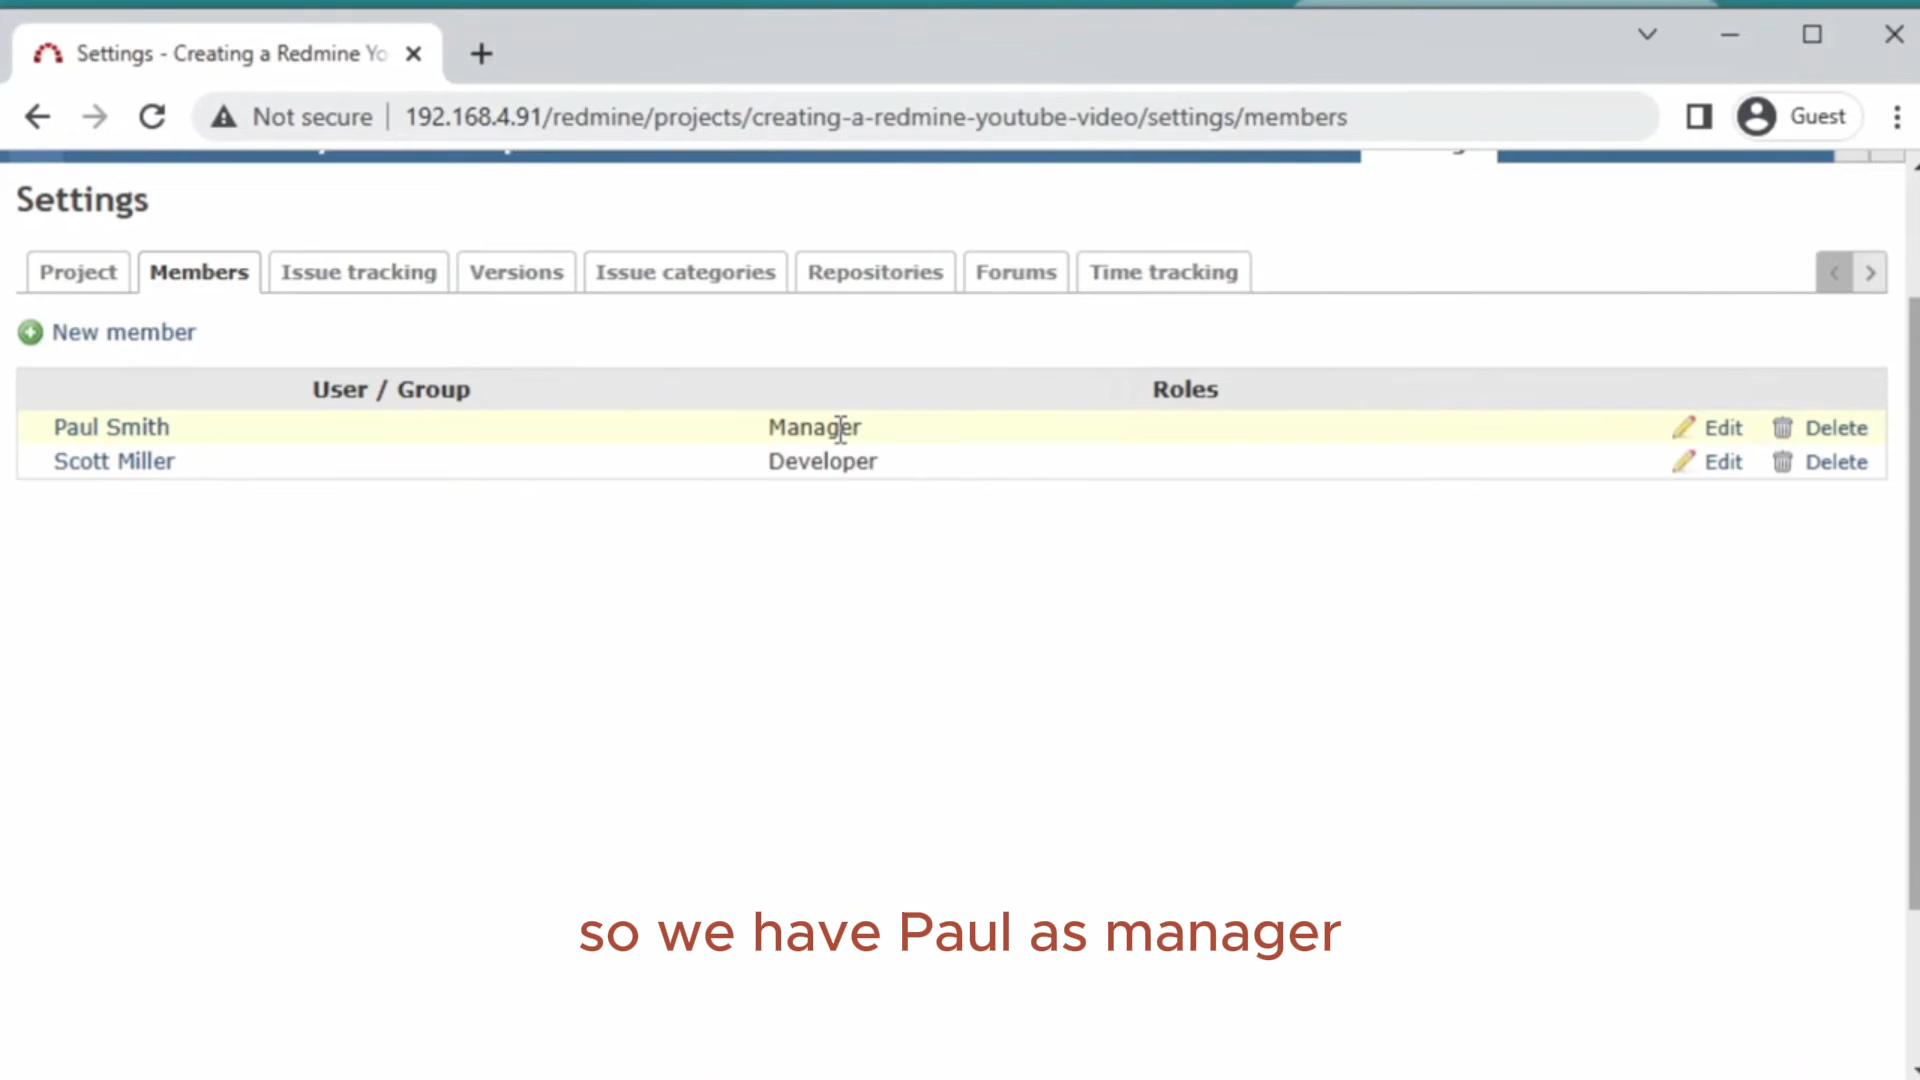 Settings - Creating a Redmine Yo
Not secure | 192.168.4.91/redmine/projects/creating-a-redmine-youtube-video/settings/members Guest
Settings
Project Members Issue tracking Versions Issue categories Repositories Forums Time tracking
New member
User / Group Roles
Paul Smith Manager Edit Delete
Scott Miller Developer Edit Delete
so we have Paul as manager